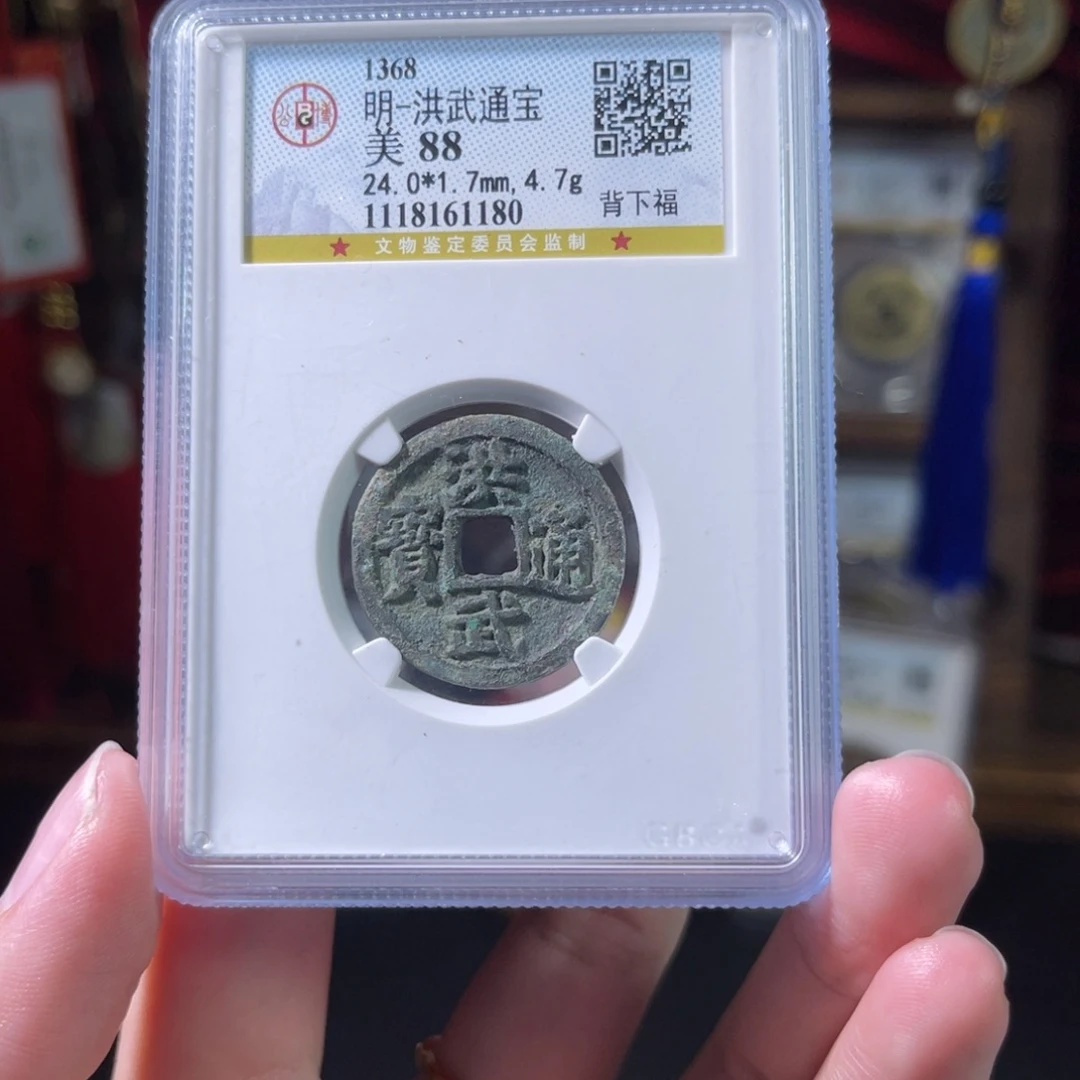 1368
明-洪武通宝
美 88
24.0*1.7mm, 4.7g
1118161180 背下福
★ 文物鉴定委员会监制 ★
洪
寶 通
武